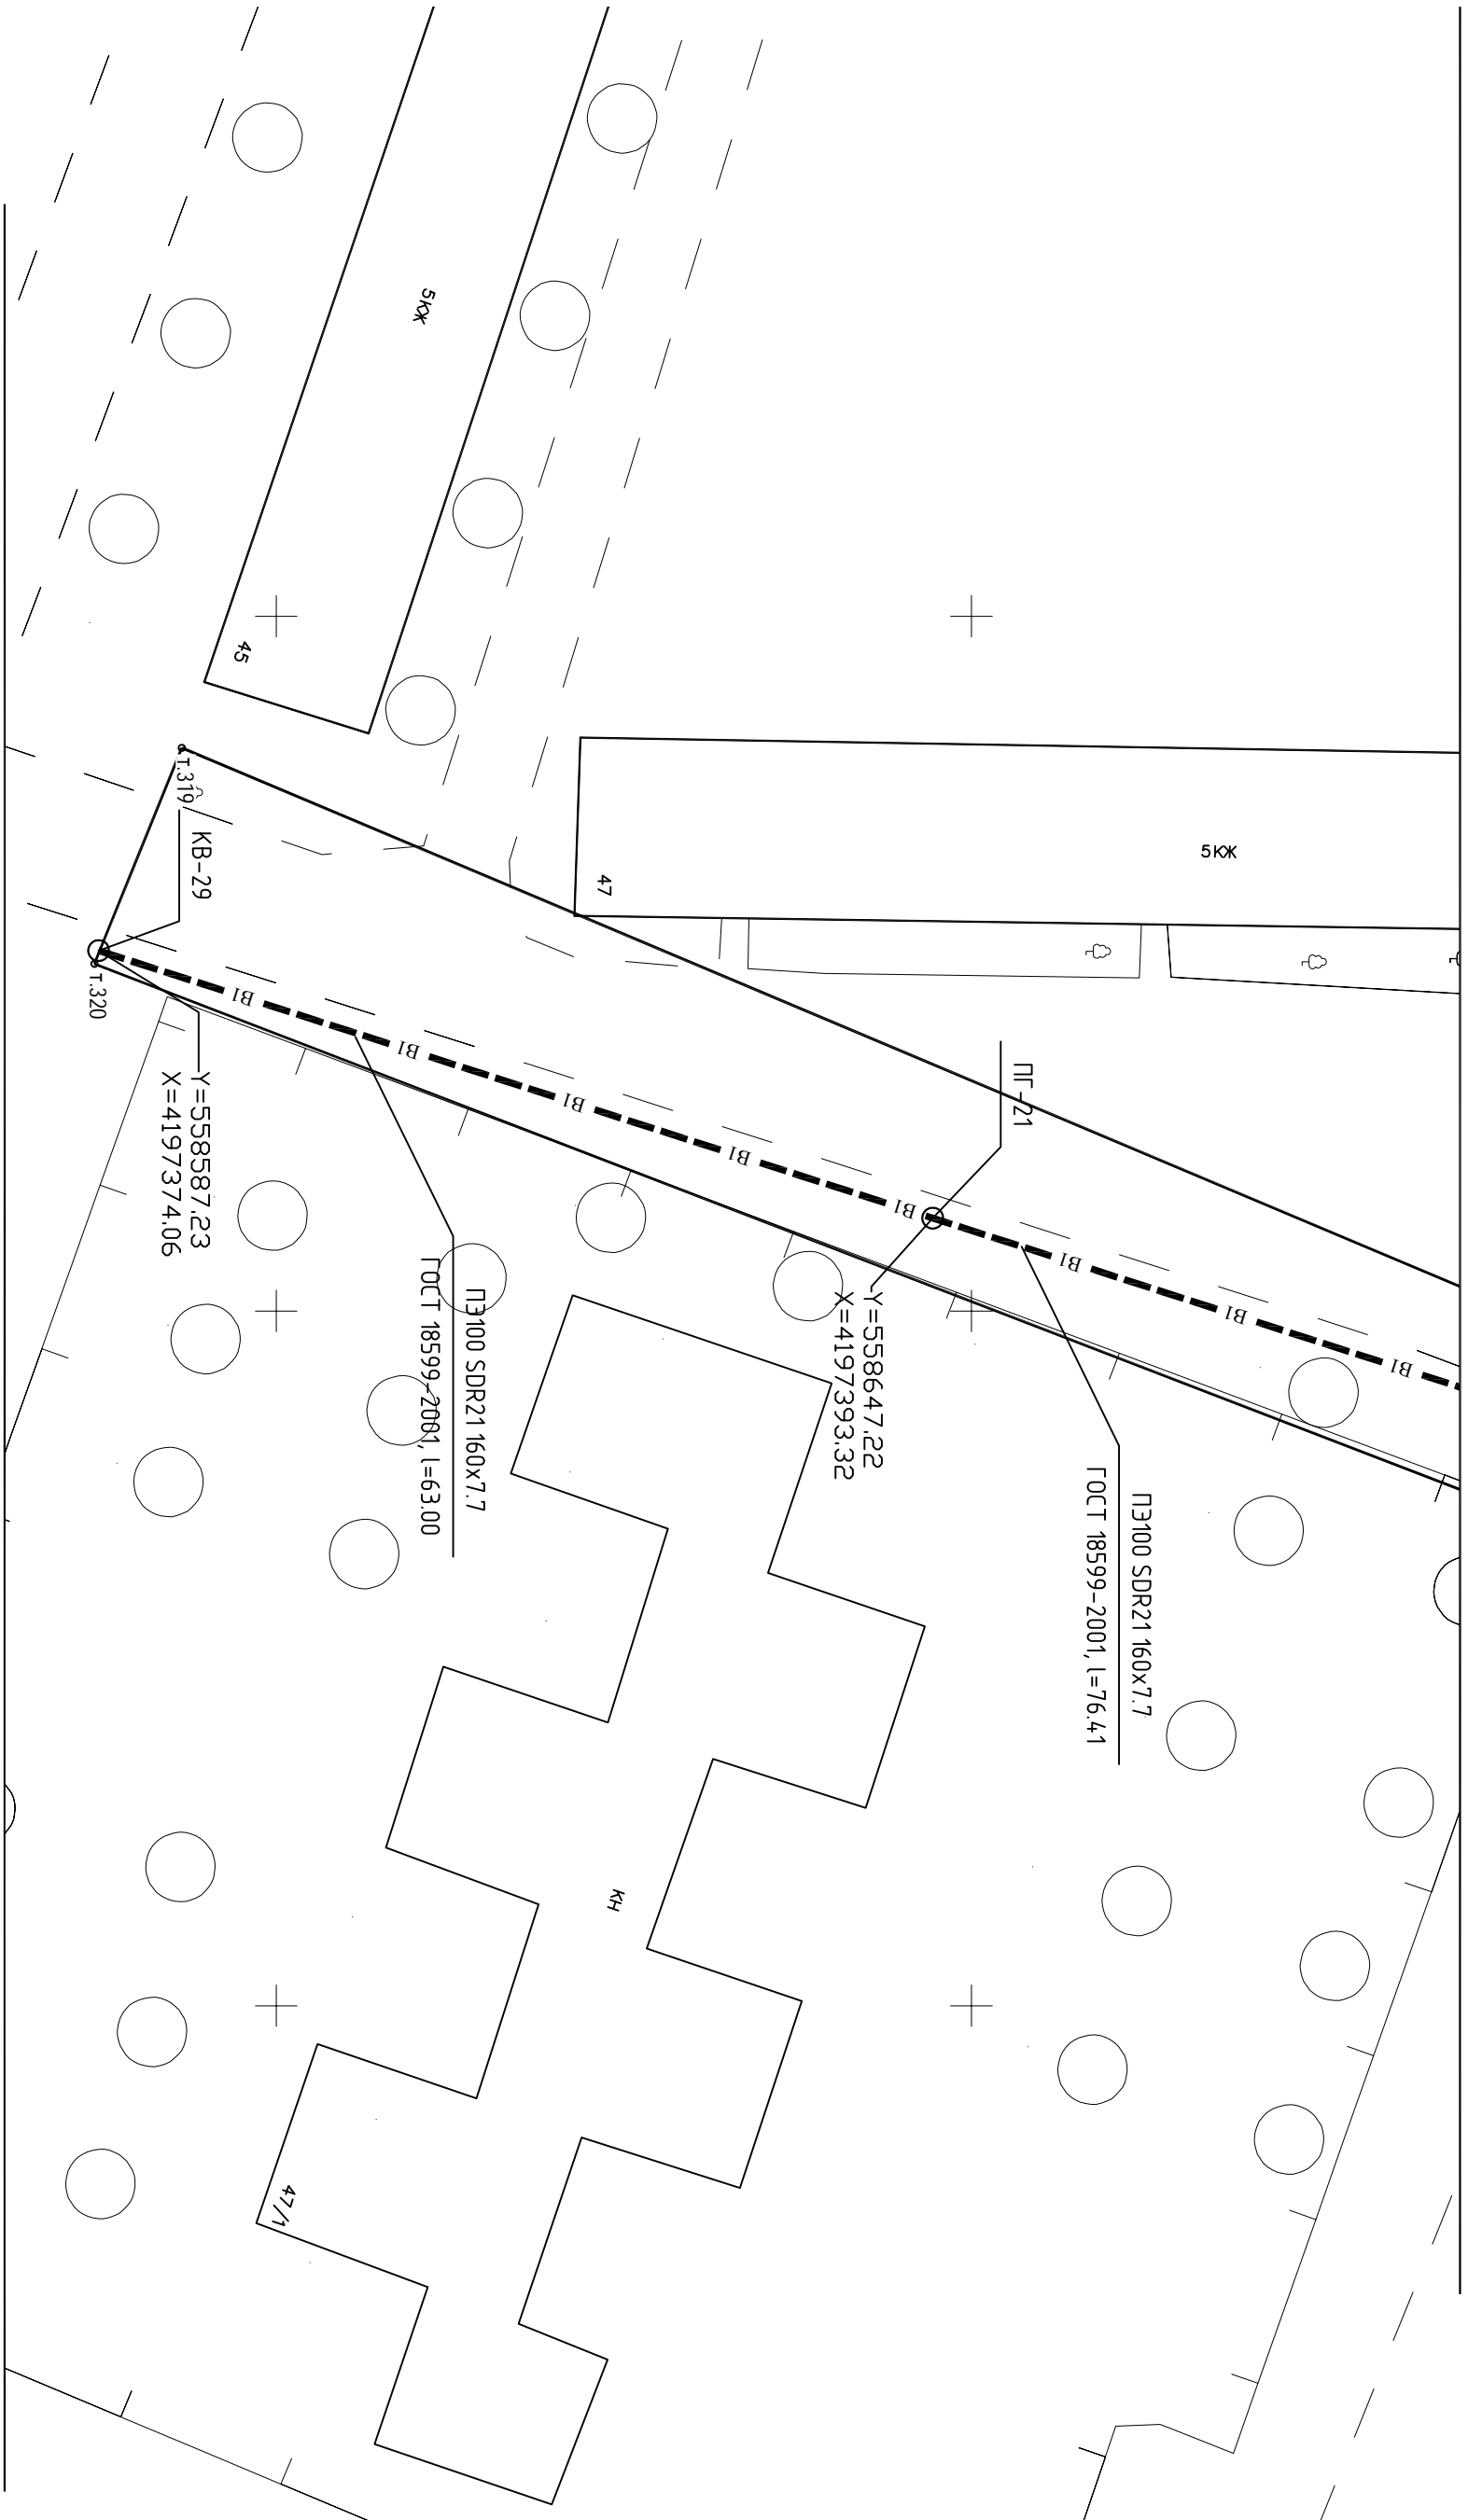 5КЖ
45
т.319
КВ-29
т.320
Y=558587.23
X=4197374.06
47
5КЖ
ПГ-21
Y=558647.22
X=4197393.32
В1
В1
В1
В1
В1
В1
В1
В1
ПЭ100 SDR21 160х7.7
ГОСТ 18599-2001, l=63.00
ПЭ100 SDR21 160х7.7
ГОСТ 18599-2001, l=76.41
КН
47/1